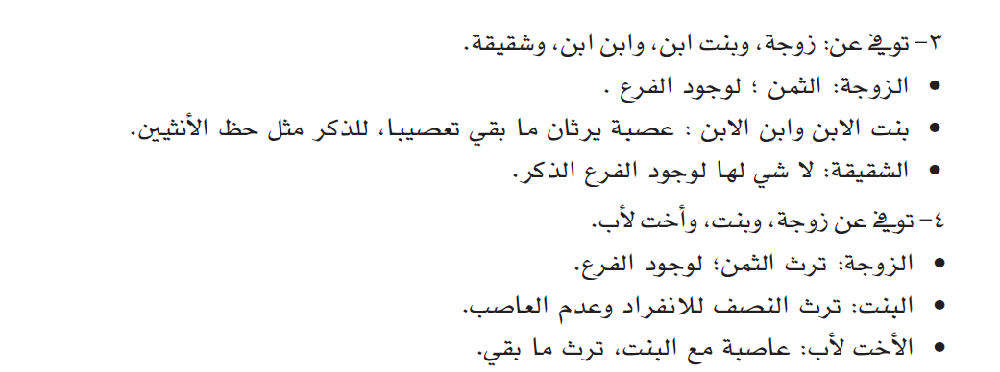 ٣- توفي عن: زوجة، وبنت ابن، وابن ابن، وشقيقة.
• الزوجة: الثمن ؛ لوجود الفرع .
• بنت الابن وابن الابن : عصبة يرثان ما بقي تعصيبا، للذكر مثل حظ الأنثيين.
• الشقيقة: لا شي لها لوجود الفرع الذكر.
٤- توفي عن زوجة، وبنت، وأخت لأب.
• الزوجة: ترث الثمن؛ لوجود الفرع.
• البنت: ترث النصف للانفراد وعدم العاصب.
• الأخت لأب: عاصبة مع البنت، ترث ما بقي.